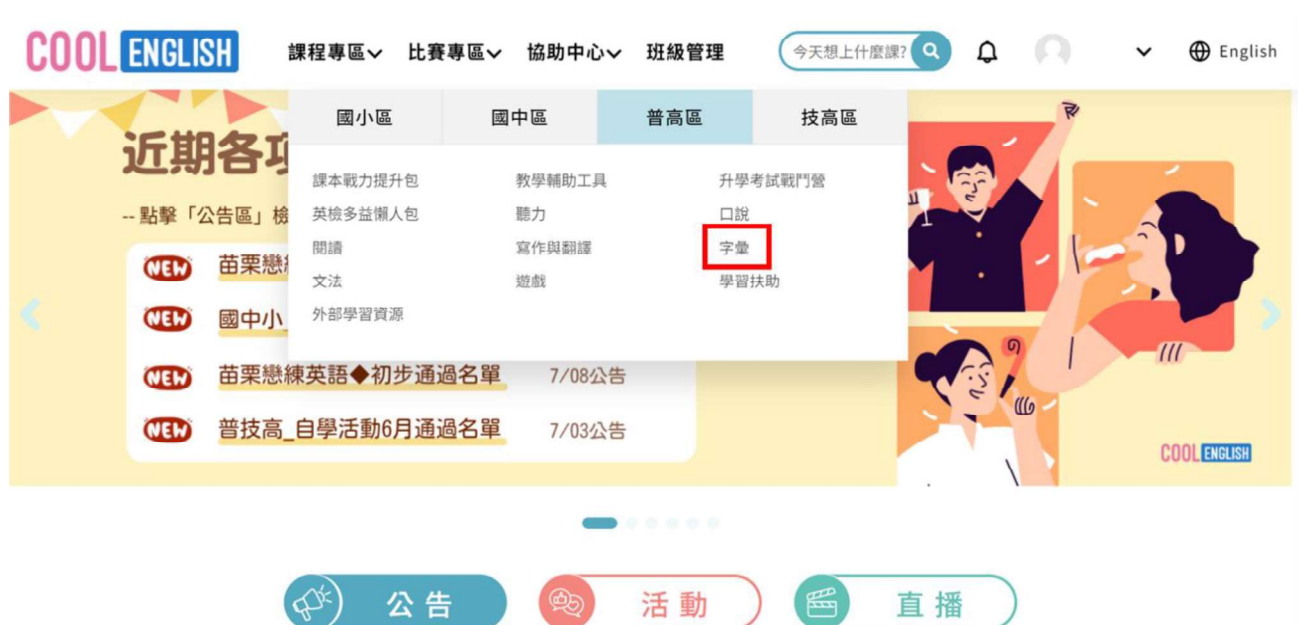 COOL ENGLISH 課程專區 比賽專區 協助中心 班級管理 今天想上什麼課? English
國小區 國中區 普高區 技高區
課本戰力提升包 教學輔助工具 升學考試戰鬥營
英檢多益懶人包 聽力 口說
閱讀 寫作與翻譯 字彙
文法 遊戲 學習扶助
外部學習資源
近期各項
-- 點擊「公告區」檢
NEW 苗栗戀練
NEW 國中小_
NEW 苗栗戀練英語◆初步通過名單 7/08公告
NEW 普技高_自學活動6月通過名單 7/03公告
COOL ENGLISH
公告 活動 直播